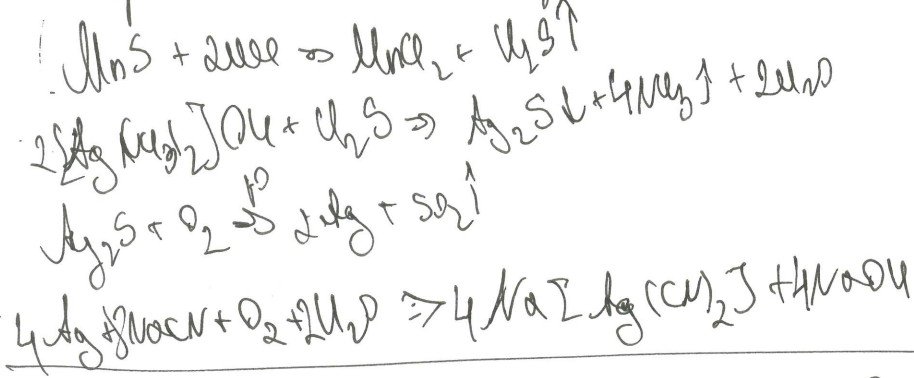 MnS + 2HCl ⇒ MnCl₂ + H₂S↑
2[Ag(NH₃)₂]OH + H₂S ⇒ Ag₂S↓ + 4NH₃↑ + 2H₂O
Ag₂S + O₂ ⇒ 2Ag + SO₂↑
4Ag + 8NaCN + O₂ + 2H₂O ⇒ 4Na[Ag(CN)₂] + 4NaOH